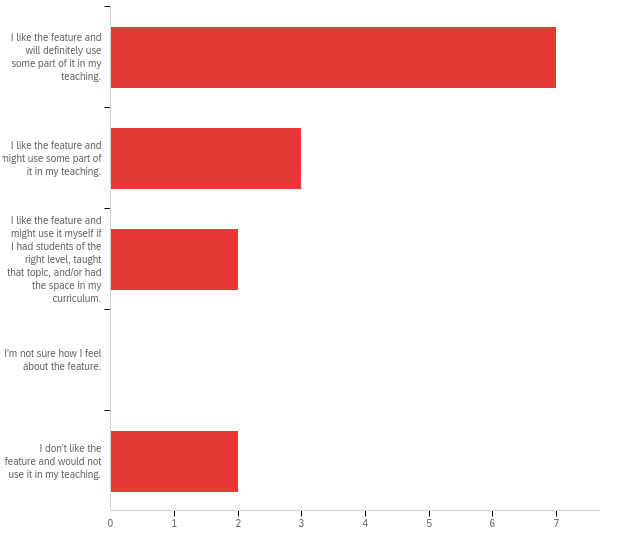 I like the feature and
will definitely use
some part of it in my
teaching.
I like the feature and
might use some part of
it in my teaching.
I like the feature and
might use it myself if
I had students of the
right level, taught
that topic, and/or had
the space in my
curriculum.
I'm not sure how I feel
about the feature.
I don't like the
feature and would not
use it in my teaching.
0 1 2 3 4 5 6 7